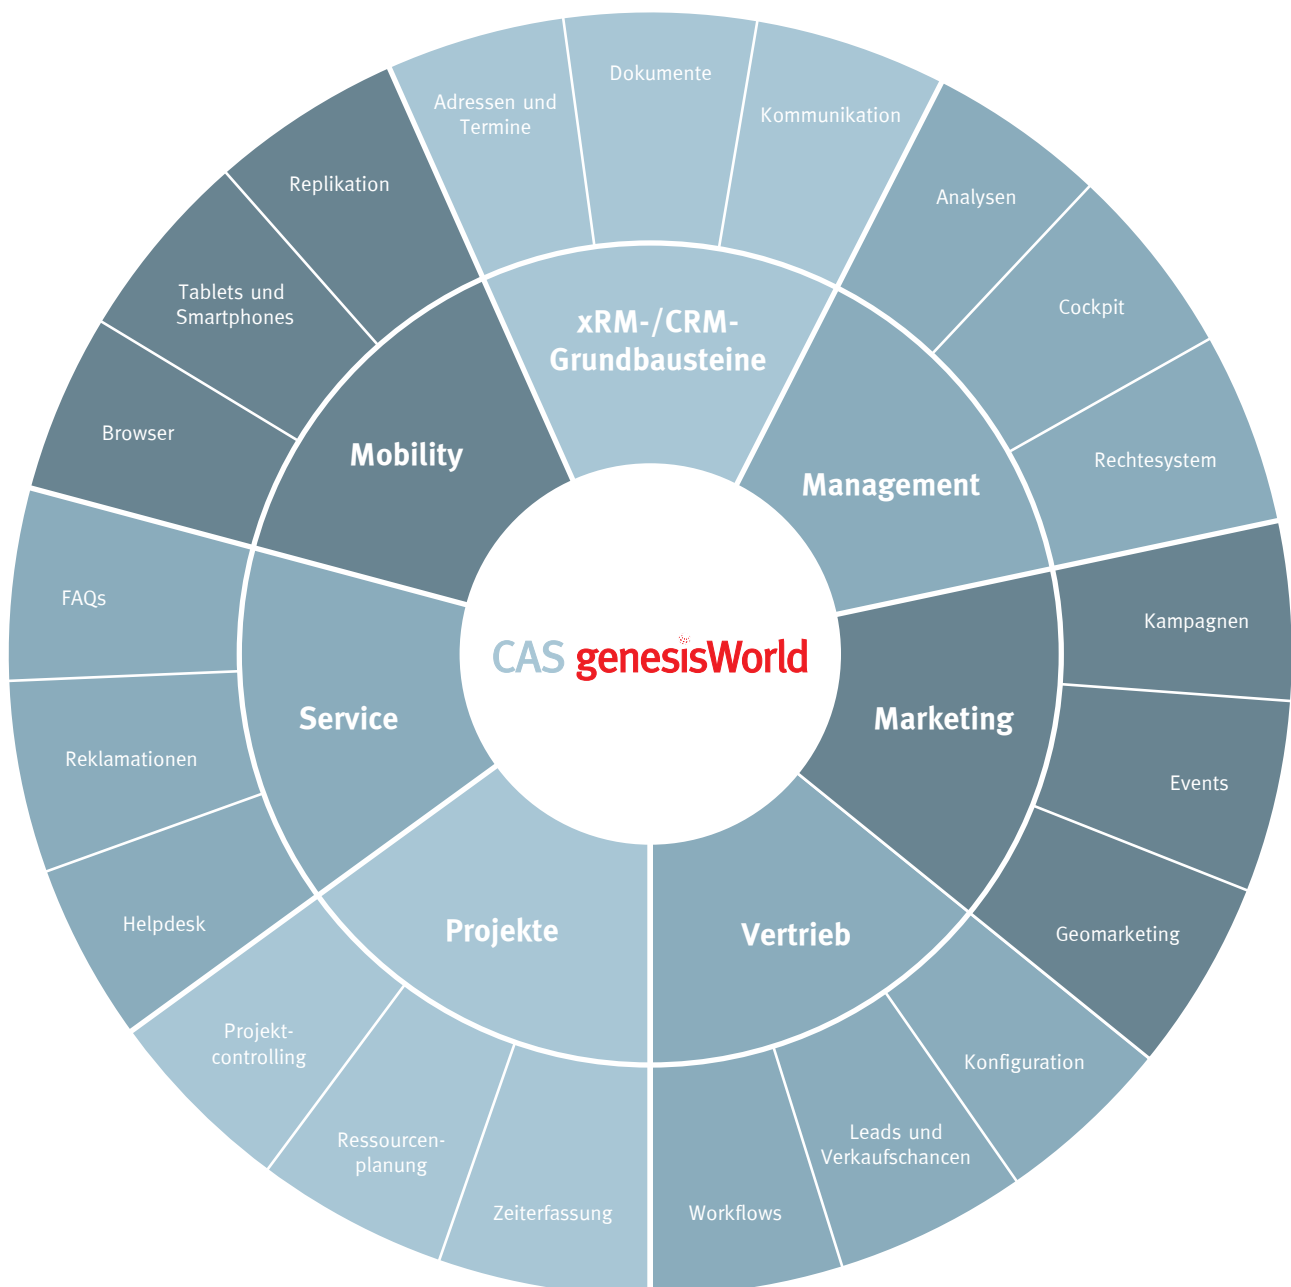 CAS genesisWorld
xRM-/CRM-
Grundbausteine
Adressen und
Termine
Dokumente
Kommunikation
Management
Analysen
Cockpit
Rechtesystem
Marketing
Kampagnen
Events
Geomarketing
Vertrieb
Konfiguration
Leads und
Verkaufschancen
Workflows
Projekte
Zeiterfassung
Ressourcen-
planung
Projekt-
controlling
Service
Helpdesk
Reklamationen
FAQs
Mobility
Browser
Tablets und
Smartphones
Replikation